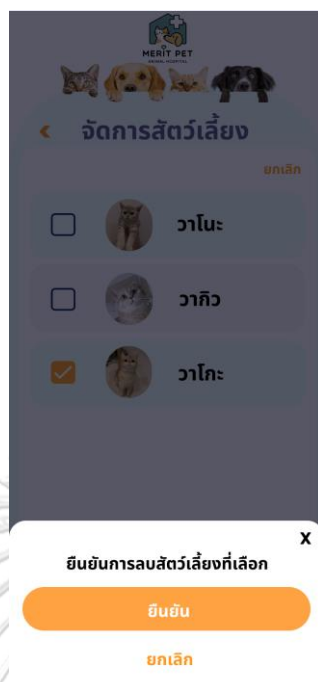 MERIT PET
ANIMAL HOSPITAL
จัดการสัตว์เลี้ยง
ยกเลิก
วาโนะ
วากิว
วาโกะ
X
ยืนยันการลบสัตว์เลี้ยงที่เลือก
ยืนยัน
ยกเลิก